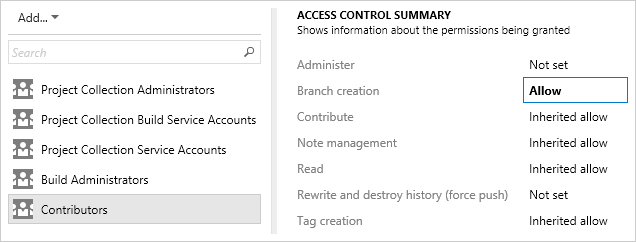 Add...
Search
Project Collection Administrators
Project Collection Build Service Accounts
Project Collection Service Accounts
Build Administrators
Contributors
ACCESS CONTROL SUMMARY
Shows information about the permissions being granted
Administer Not set
Branch creation Allow
Contribute Inherited allow
Note management Inherited allow
Read Inherited allow
Rewrite and destroy history (force push) Not set
Tag creation Inherited allow